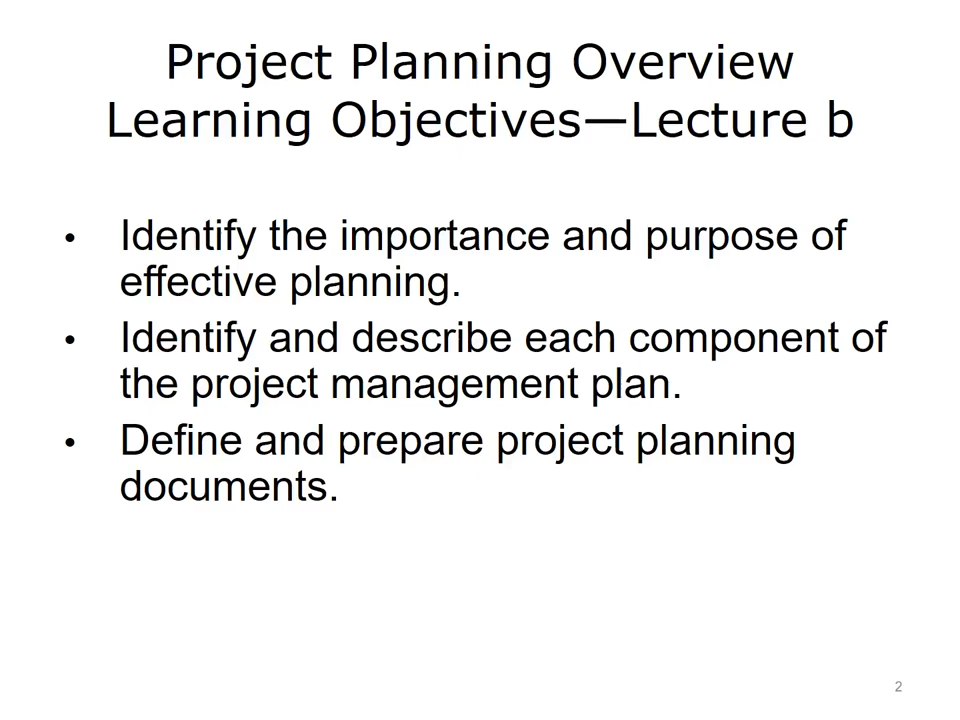 Project Planning Overview
Learning Objectives—Lecture b
• Identify the importance and purpose of
effective planning.
• Identify and describe each component of
the project management plan.
• Define and prepare project planning
documents.
2